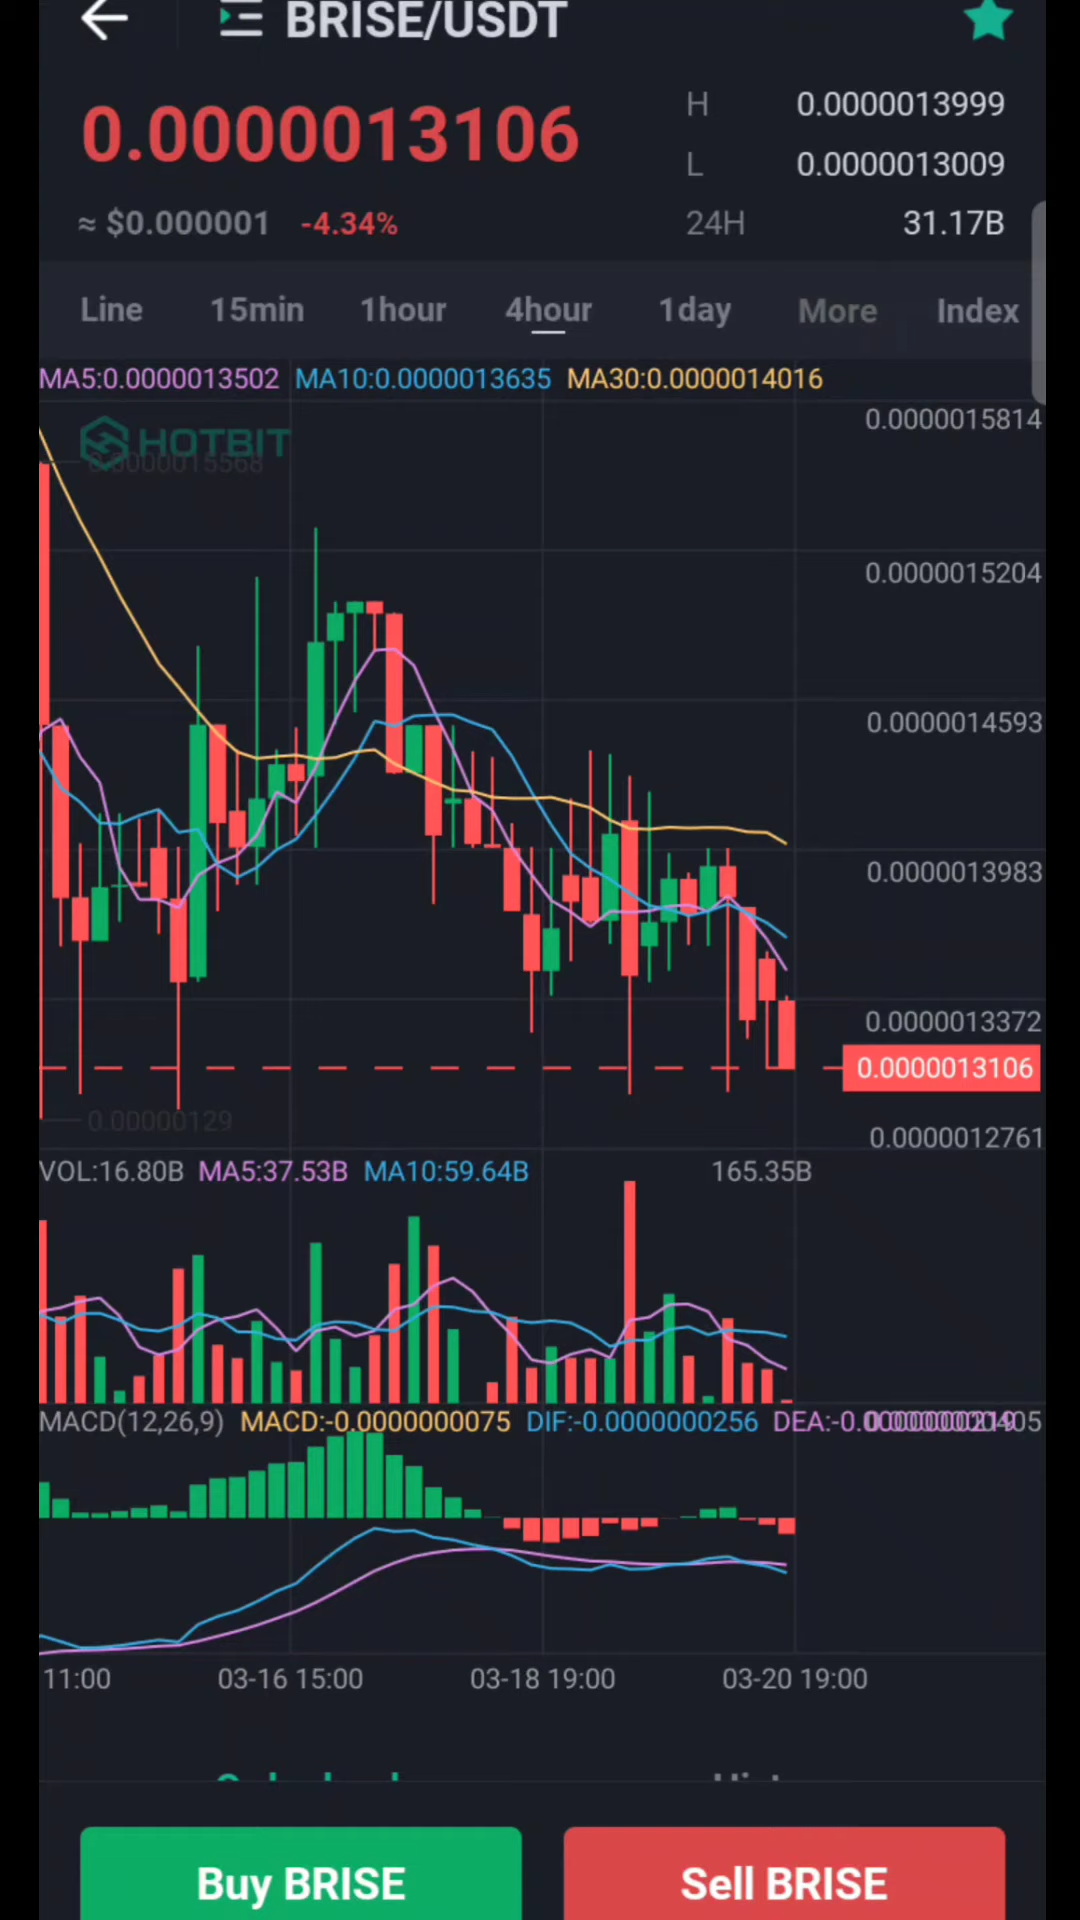 BRISE/USDT
0.0000013106
H 0.0000013999
L 0.0000013009
≈ $0.000001 -4.34%
24H 31.17B
Line 15min 1hour 4hour 1day More Index
MA5:0.0000013502 MA10:0.0000013635 MA30:0.0000014016
0.0000015814
HOTBIT
0.0000015568
0.0000015204
0.0000014593
0.0000013983
0.0000013372
0.0000013106
0.00000129
0.0000012761
VOL:16.80B MA5:37.53B MA10:59.64B 165.35B
MACD(12,26,9) MACD:-0.0000000075 DIF:-0.0000000256 DEA:
11:00 03-16 15:00 03-18 19:00 03-20 19:00
Buy BRISE Sell BRISE